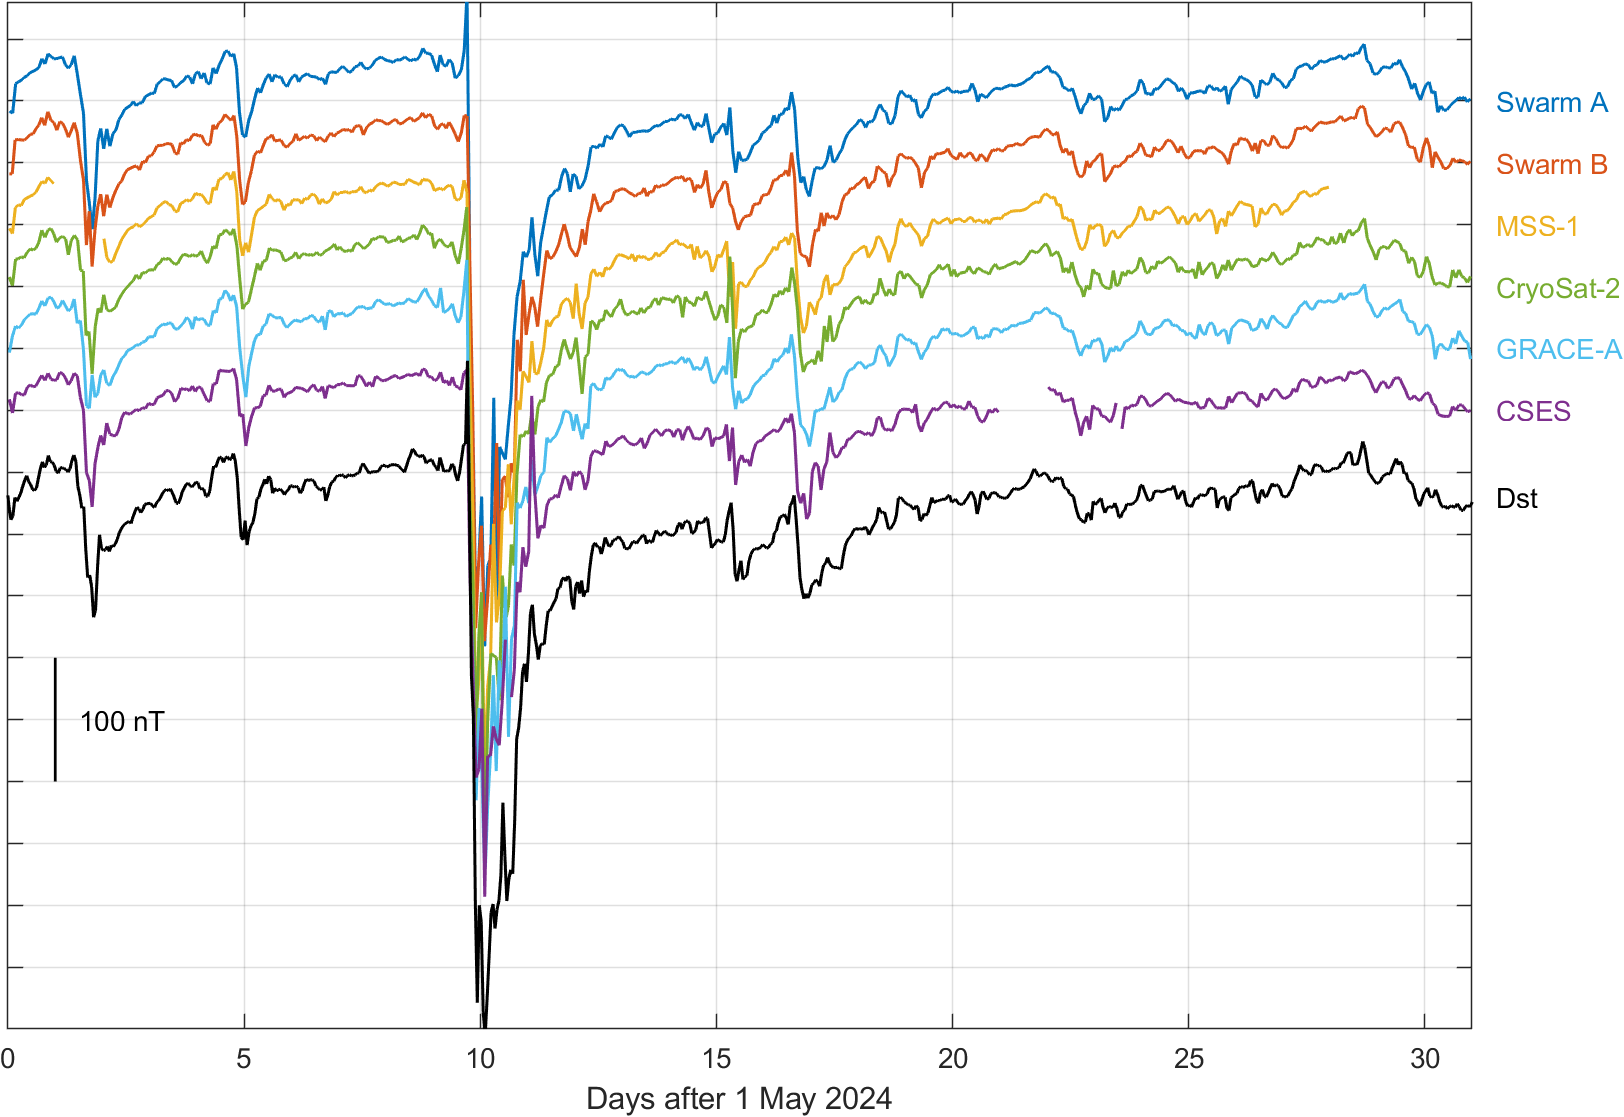 Swarm A
Swarm B
MSS-1
CryoSat-2
GRACE-A
CSES
Dst
100 nT
0 5 10 15 20 25 30
Days after 1 May 2024